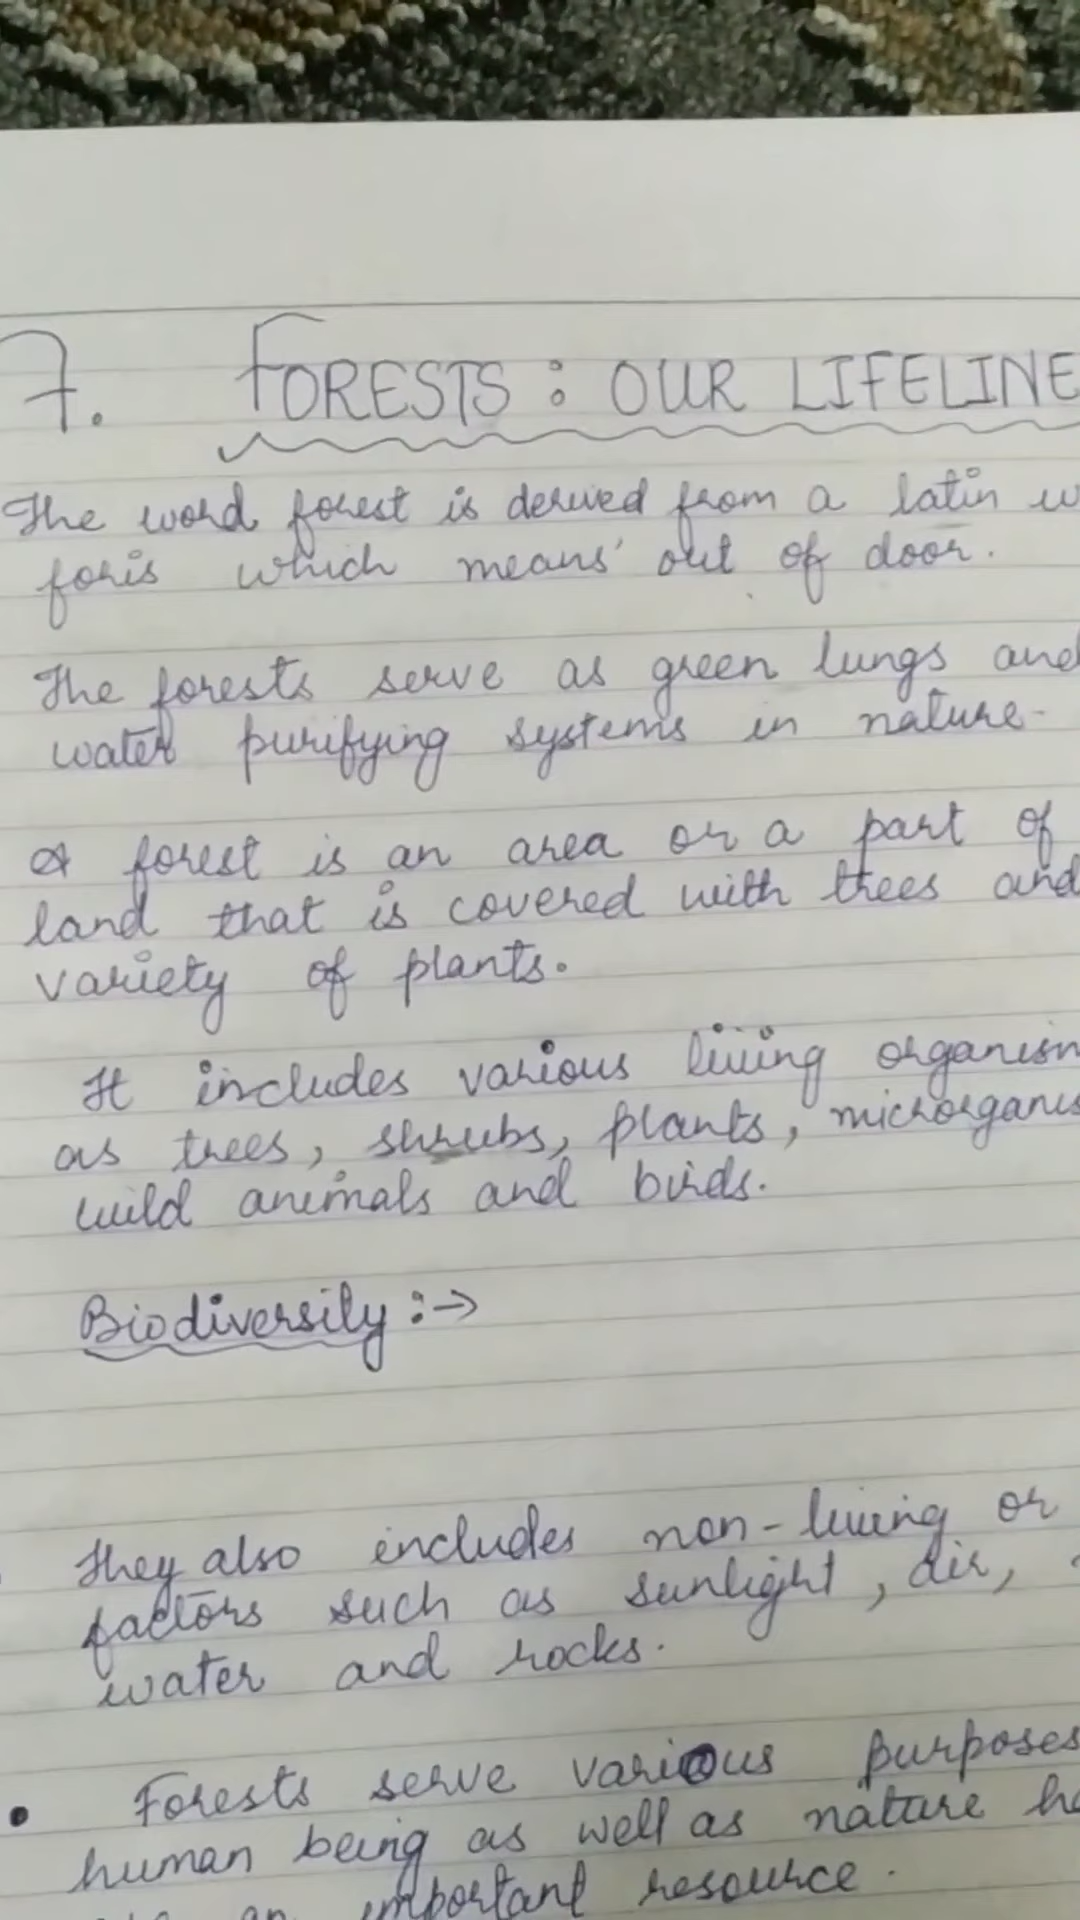 7. FORESTS : OUR LIFELINE
The word forest is derived from a latin
foris which means' out of door.
The forests serve as green lungs and
water purifying systems in nature-
A forest is an area or a part of
land that is covered with trees and
variety of plants.
It includes various living organism
as trees, shrubs, plants, microrganis
wild animals and birds.
Biodiversity :→
They also includes non-living or
factors such as sunlight, air,
water and rocks.
• Forests serve various purposes
human being as well as nature ha
an important resource.